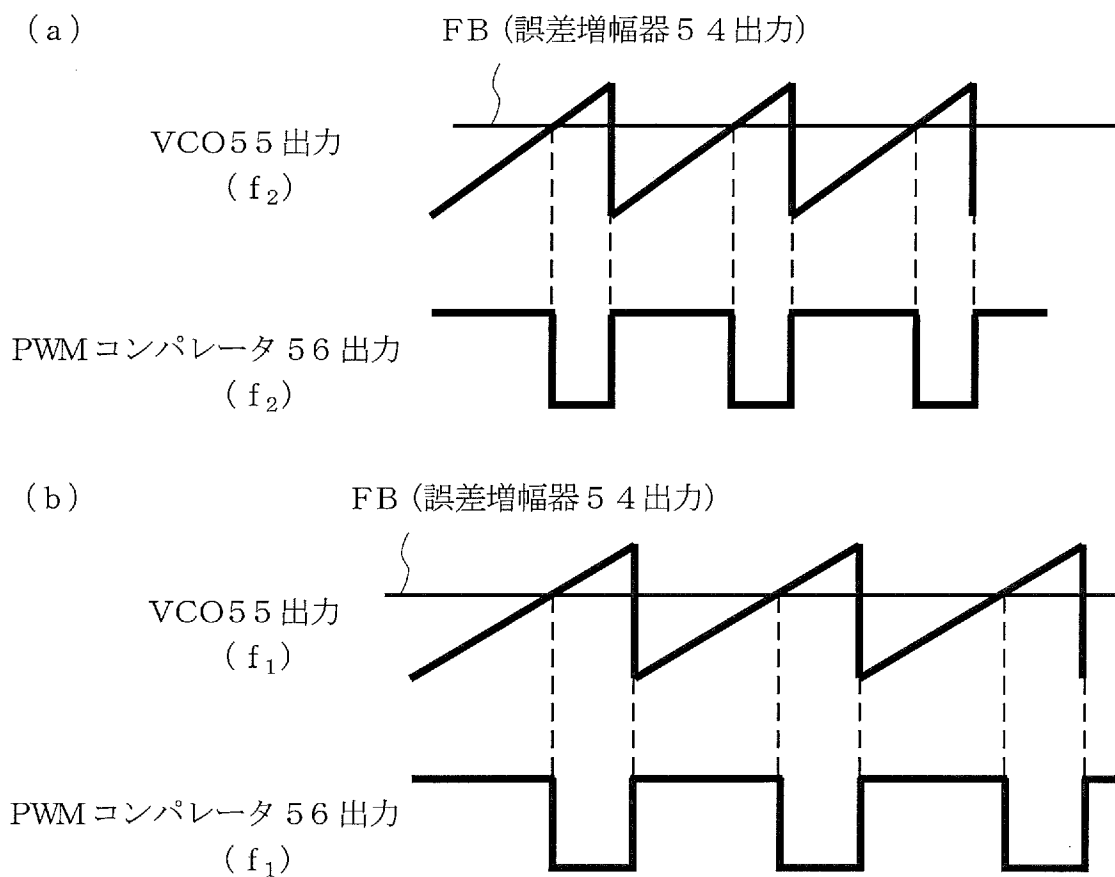 (a)
FB (誤差増幅器54出力)
VCO55出力
(f₂)
PWMコンパレータ56出力
(f₂)
(b)
FB (誤差増幅器54出力)
VCO55出力
(f₁)
PWMコンパレータ56出力
(f₁)